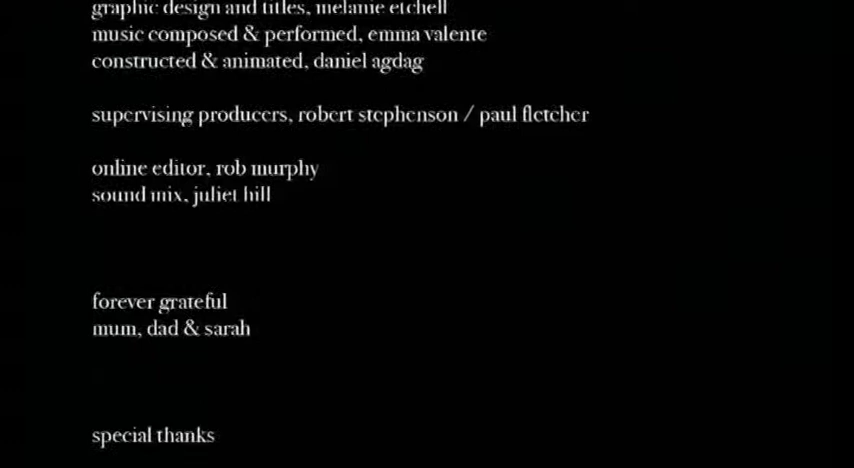 graphic design and titles, melanie etchell
music composed & performed, emma valente
constructed & animated, daniel agdag
supervising producers, robert stephenson / paul fletcher
online editor, rob murphy
sound mix, juliet hill
forever grateful
mum, dad & sarah
special thanks